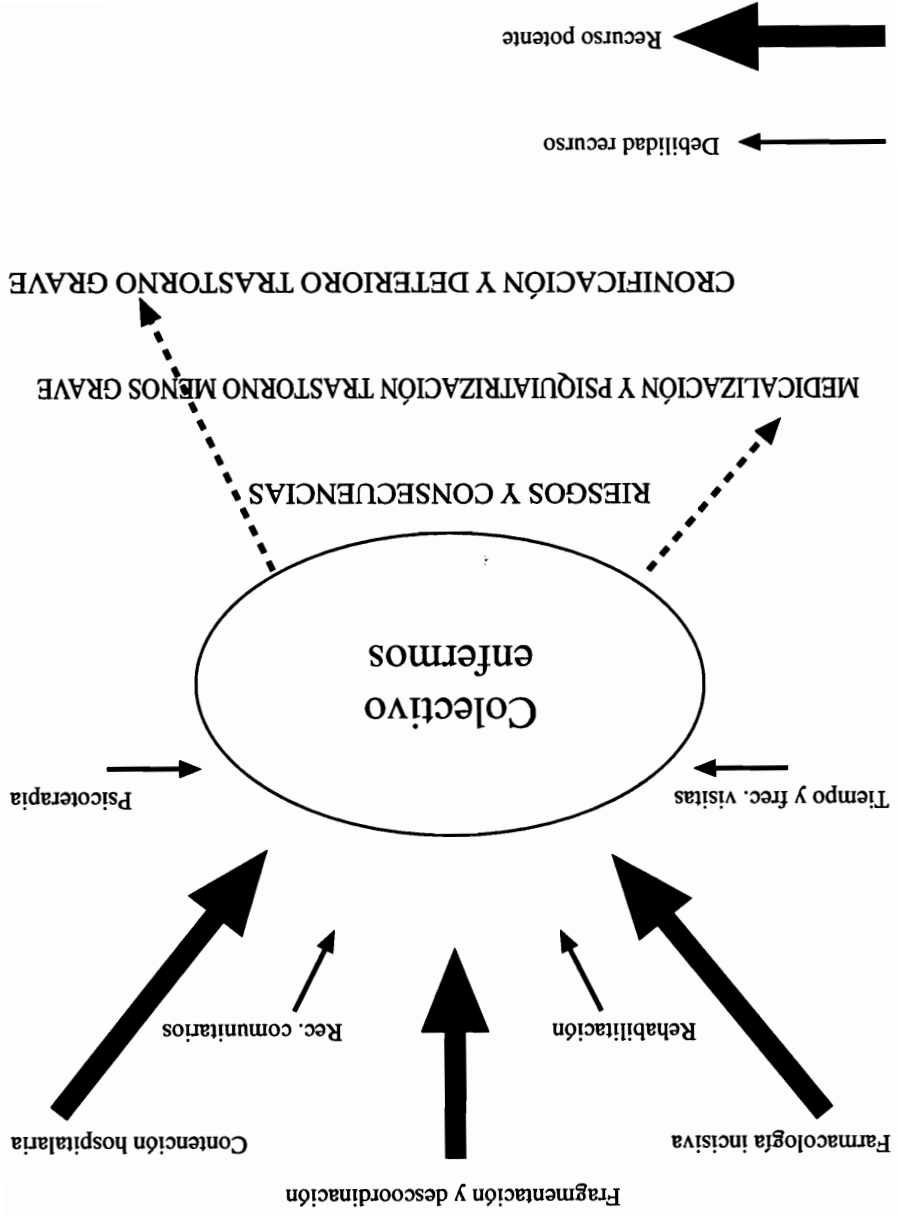 Fragmentación y descoordinación
Farmacología incisiva
Contención hospitalaria
Rehabilitación
Rec. comunitarios
Tiempo y frec. visitas
Psicoterapia
Colectivo
enfermos
RIESGOS Y CONSECUENCIAS
MEDICALIZACIÓN Y PSIQUIATRIZACIÓN TRASTORNO MENOS GRAVE
CRONIFICACIÓN Y DETERIORO TRASTORNO GRAVE
Debilidad recurso
Recurso potente